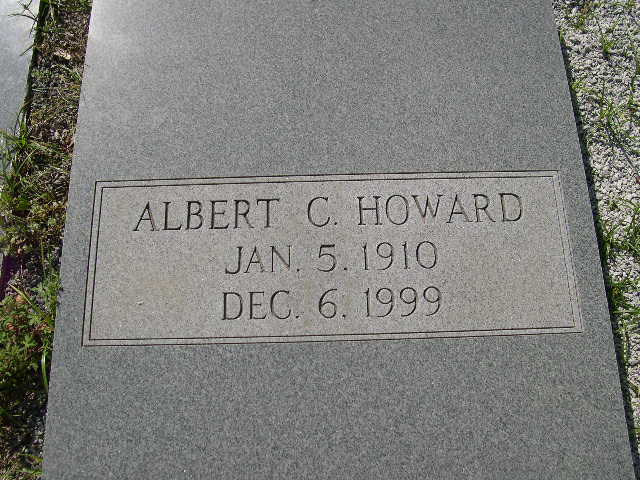 ALBERT C. HOWARD
JAN. 5. 1910
DEC. 6. 1999